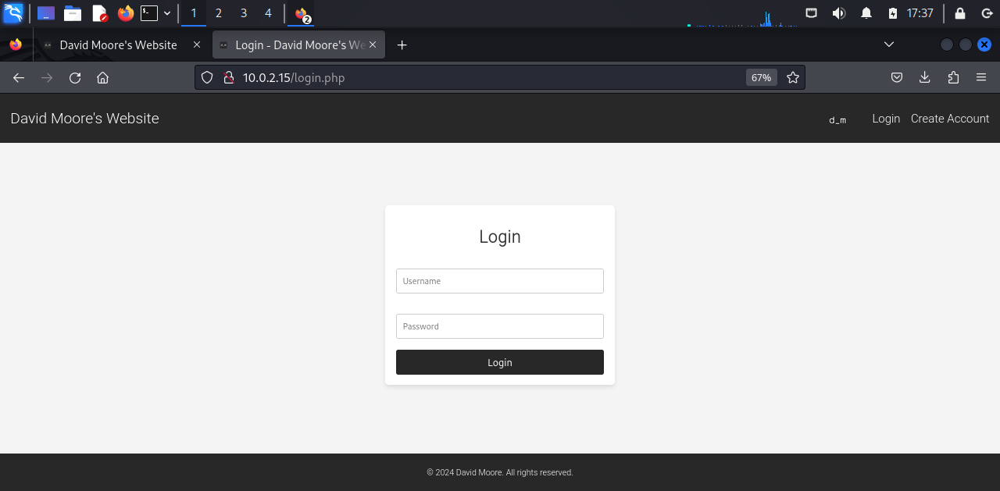 1 2 3 4 2 17:37
David Moore's Website Login - David Moore's We
10.0.2.15/login.php 67%
David Moore's Website d_m Login Create Account
Login
Username
Password
Login
© 2024 David Moore. All rights reserved.